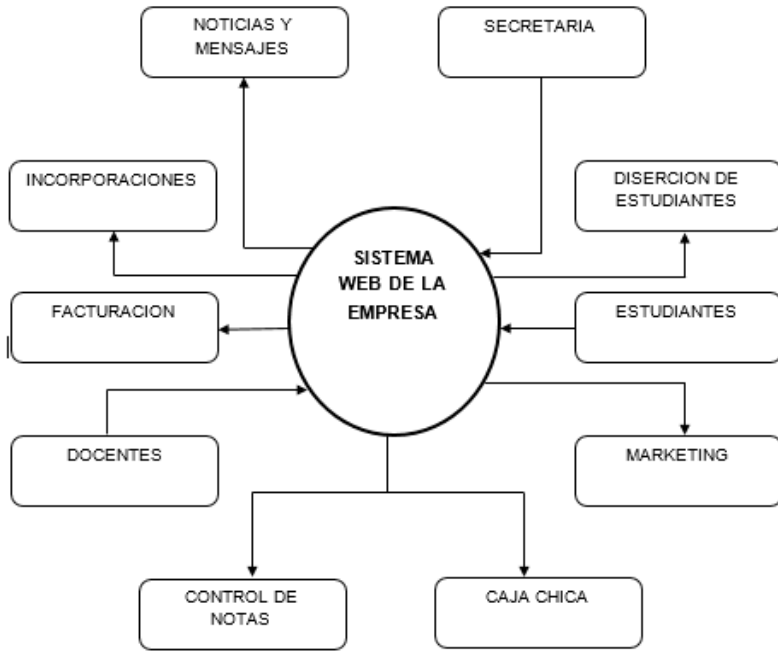 NOTICIAS Y
MENSAJES
SECRETARIA
INCORPORACIONES
DISERCION DE
ESTUDIANTES
SISTEMA
WEB DE LA
EMPRESA
FACTURACION
ESTUDIANTES
DOCENTES
MARKETING
CONTROL DE
NOTAS
CAJA CHICA